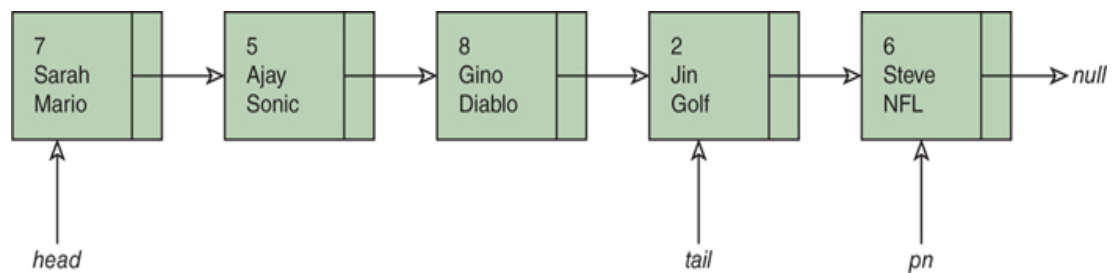 7
Sarah
Mario
5
Ajay
Sonic
8
Gino
Diablo
2
Jin
Golf
6
Steve
NFL
null
head
tail
pn